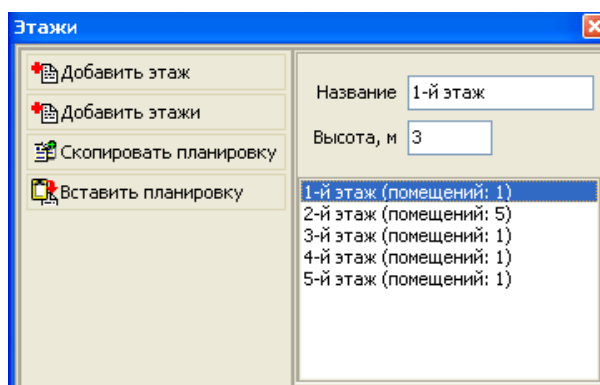 Этажи
Добавить этаж
Добавить этажи
Скопировать планировку
Вставить планировку
Название 1-й этаж
Высота, м 3
1-й этаж (помещений: 1)
2-й этаж (помещений: 5)
3-й этаж (помещений: 1)
4-й этаж (помещений: 1)
5-й этаж (помещений: 1)